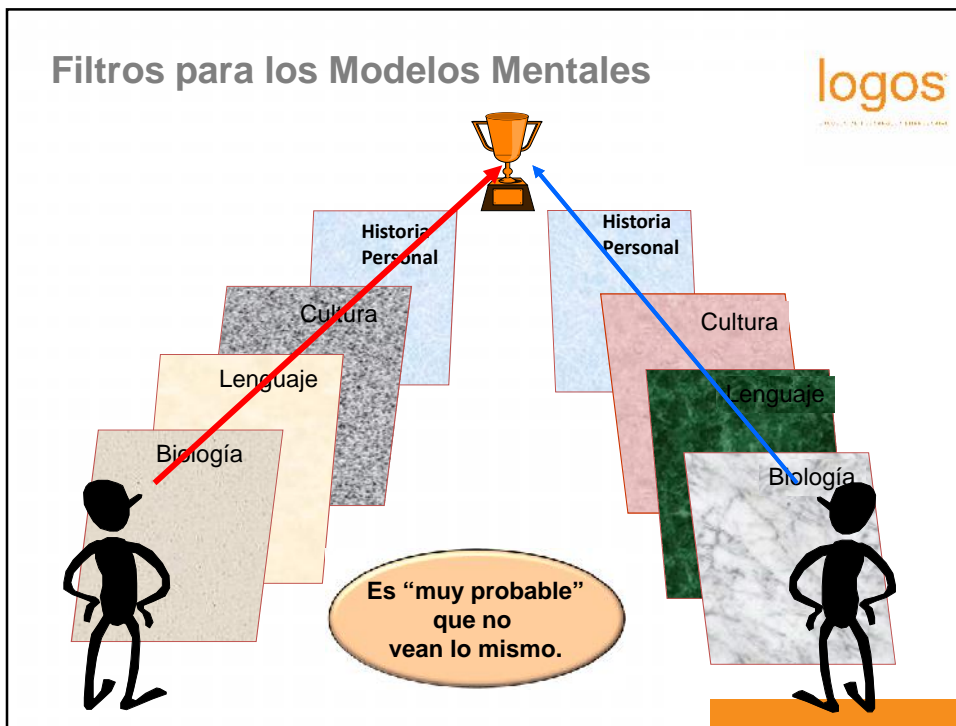 Filtros para los Modelos Mentales
logos
Historia
Personal
Cultura
Lenguaje
Biología
Historia
Personal
Cultura
Lenguaje
Biología
Es “muy probable”
que no
vean lo mismo.